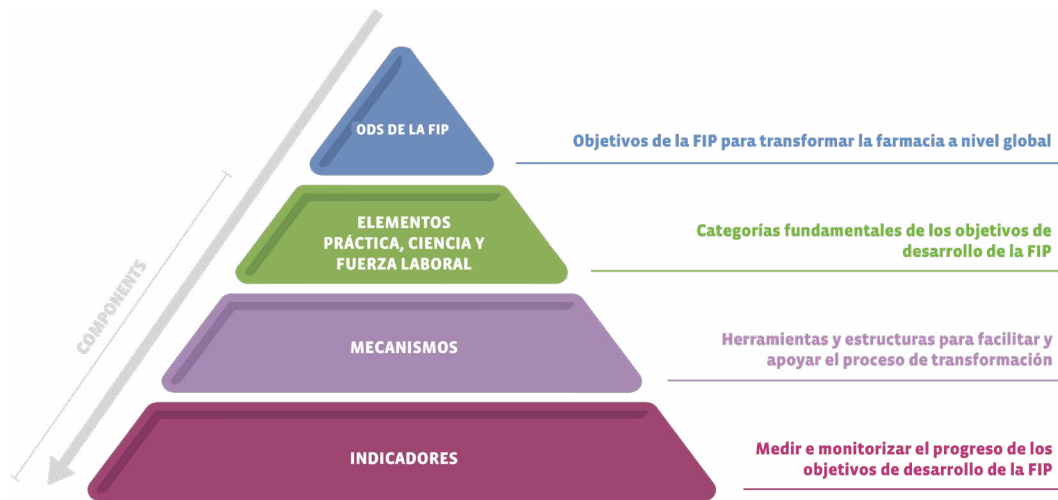 ODS DE LA FIP
Objetivos de la FIP para transformar la farmacia a nivel global
ELEMENTOS
PRÁCTICA, CIENCIA Y
FUERZA LABORAL
Categorías fundamentales de los objetivos de
desarrollo de la FIP
COMPONENTS
MECANISMOS
Herramientas y estructuras para facilitar y
apoyar el proceso de transformación
INDICADORES
Medir e monitorizar el progreso de los
objetivos de desarrollo de la FIP